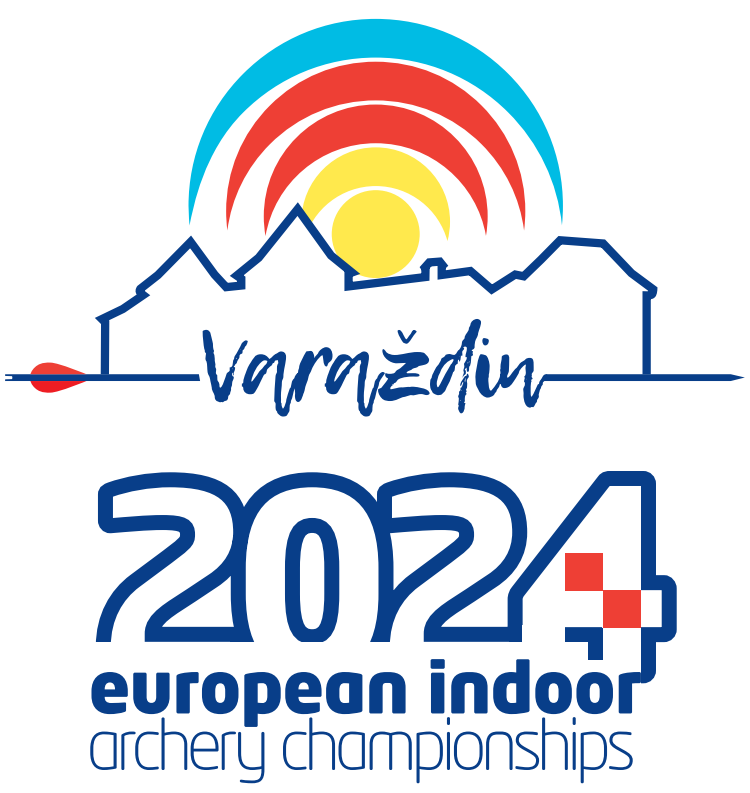 Varaždin
2024
european indoor
archery championships